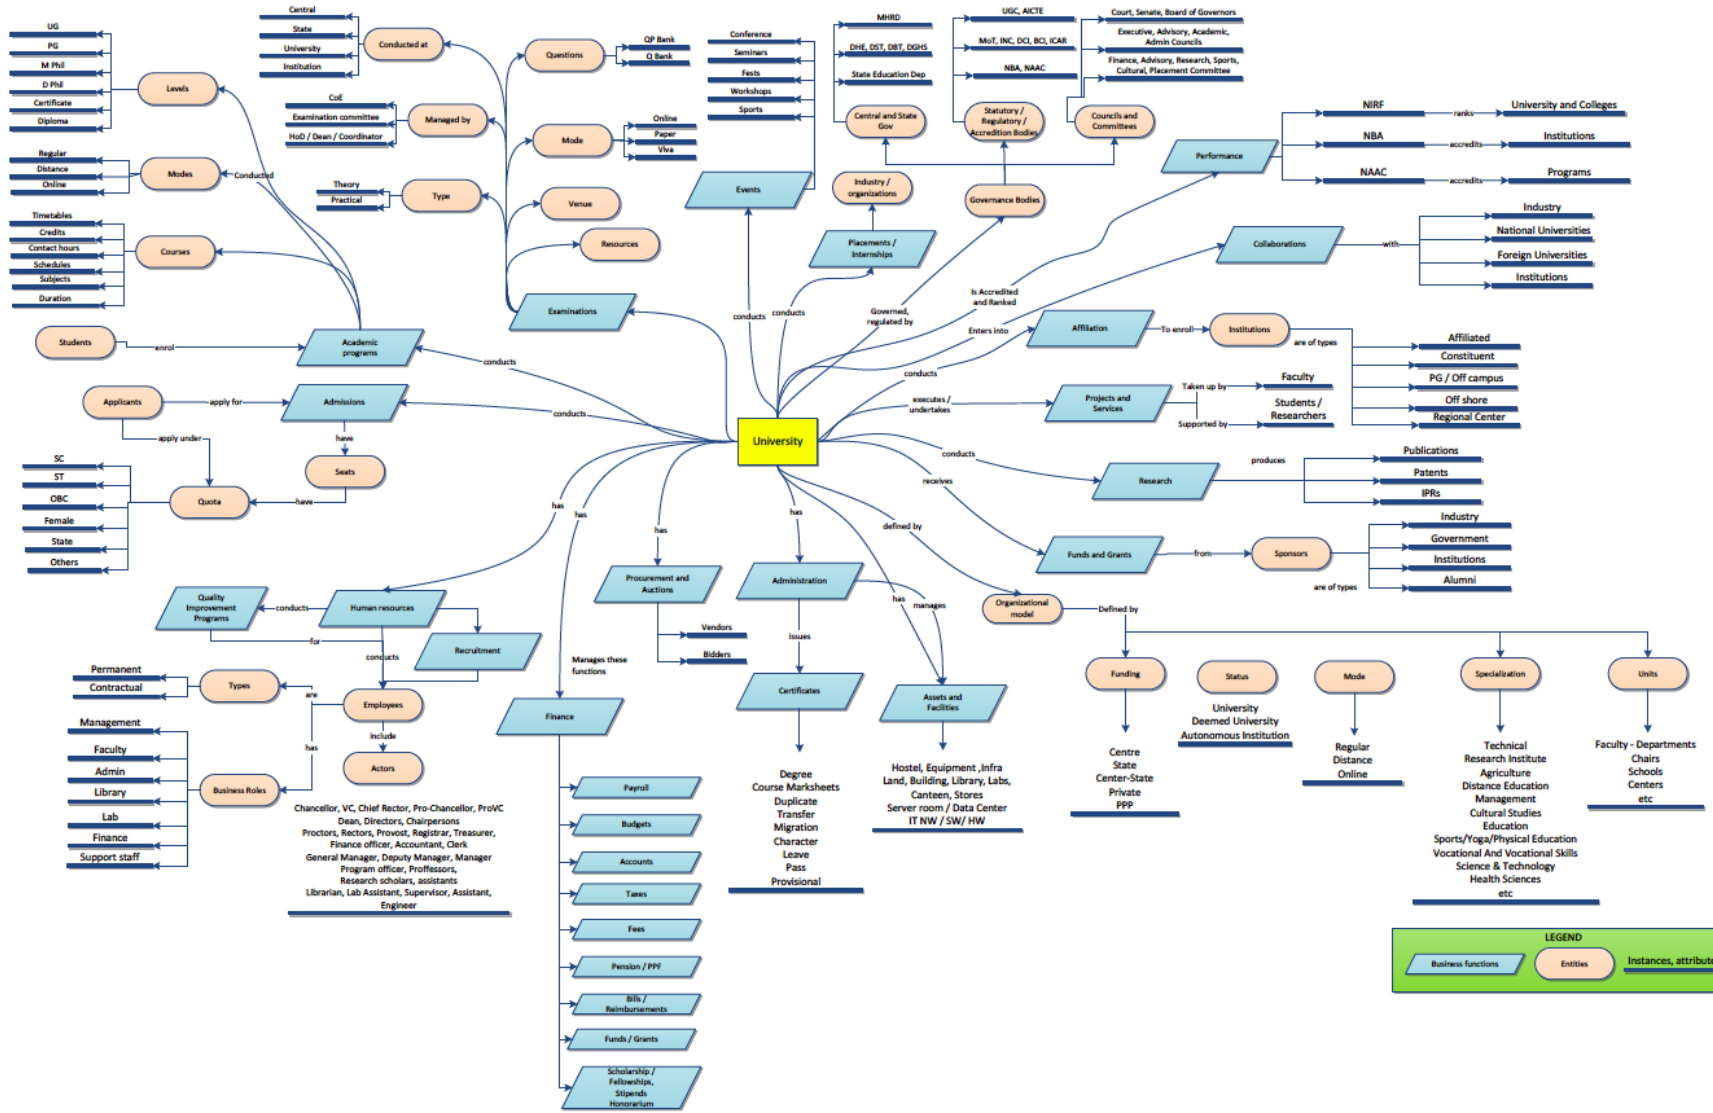 UG
PG
M Phil
D Phil
Certificate
Diploma
Levels
Regular
Distance
Online
Modes
Conducted
Timetables
Credits
Contact hours
Schedules
Subjects
Duration
Courses
Central
State
University
Institution
Conducted at
CoE
Examination committee
HoD / Dean / Coordinator
Managed by
Theory
Practical
Type
Questions
QP Bank
Q Bank
Mode
Online
Paper
Viva
Venue
Resources
Examinations
Conference
Seminars
Fests
Workshops
Sports
Events
MHRD
DHE, DST, DBT, DGHS
State Education Dep
Central and State
Gov
UGC, AICTE
MoT, INC, DCI, BCI, ICAR
NBA, NAAC
Statutory /
Regulatory /
Accredition Bodies
Court, Senate, Board of Governors
Executive, Advisory, Academic,
Admin Councils
Finance, Advisory, Research, Sports,
Cultural, Placement Committee
Councils and
Committees
Industry /
organizations
Governance Bodies
Placements /
Internships
Performance
NIRF
ranks
University and Colleges
NBA
accredits
Institutions
NAAC
accredits
Programs
Collaborations
with
Industry
National Universities
Foreign Universities
Institutions
Is Accredited
and Ranked
Governed,
regulated by
Enters into
conducts
conducts
conducts
Affiliation
To enroll
Institutions
are of types
Affiliated
Constituent
PG / Off campus
Off shore
Regional Center
Students
enrol
Academic
programs
conducts
Applicants
apply for
Admissions
conducts
apply under
have
Seats
have
Quota
SC
ST
OBC
Female
State
Others
University
executes /
undertakes
Projects and
Services
Taken up by
Faculty
Supported by
Students /
Researchers
conducts
Research
produces
Publications
Patents
IPRs
receives
Funds and Grants
from
Sponsors
are of types
Industry
Government
Institutions
Alumni
has
has
has
has
defined by
Quality
Improvement
Programs
conducts
Human resources
for
conducts
Recruitment
Procurement and
Auctions
Vendors
Bidders
Administration
issues
has
manages
Organizational
model
Defined by
Permanent
Contractual
Types
are
Employees
include
Actors
has
Business Roles
Management
Faculty
Admin
Library
Lab
Finance
Support staff
Chancellor, VC, Chief Rector, Pro-Chancellor, ProVC
Dean, Directors, Chairpersons
Proctors, Rectors, Provost, Registrar, Treasurer,
Finance officer, Accountant, Clerk
General Manager, Deputy Manager, Manager
Program officer, Proffessors,
Research scholars, assistants
Librarian, Lab Assistant, Supervisor, Assistant,
Engineer
Manages these
functions
Finance
Payroll
Budgets
Accounts
Taxes
Fees
Pension / PPF
Bills /
Reimbursements
Funds / Grants
Scholarship /
Fellowships,
Stipends
Honorarium
Certificates
Degree
Course Marksheets
Duplicate
Transfer
Migration
Character
Leave
Pass
Provisional
Assets and
Facilities
Hostel, Equipment ,Infra
Land, Building, Library, Labs,
Canteen, Stores
Server room / Data Center
IT NW / SW/ HW
Funding
Centre
State
Center-State
Private
PPP
Status
University
Deemed University
Autonomous Institution
Mode
Regular
Distance
Online
Specialization
Technical
Research Institute
Agriculture
Distance Education
Management
Cultural Studies
Education
Sports/Yoga/Physical Education
Vocational And Vocational Skills
Science & Technology
Health Sciences
etc
Units
Faculty - Departments
Chairs
Schools
Centers
etc
LEGEND
Business functions
Entities
Instances, attribute